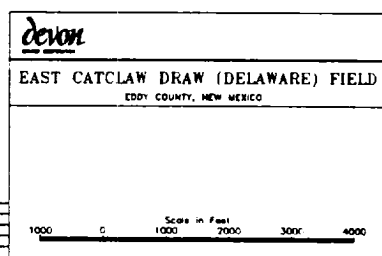 devon
EAST CATCLAW DRAW (DELAWARE) FIELD
EDDY COUNTY, NEW MEXICO
Scale in Feet
1000 0 1000 2000 3000 4000